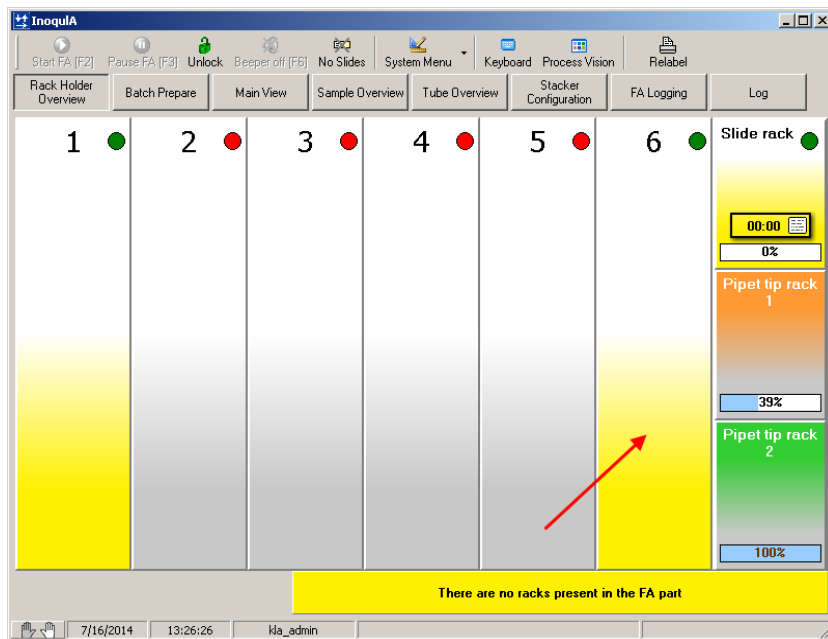 InoqulA
Start FA [F2] Pause FA [F3] Unlock Beeper off [F6] No Slides System Menu Keyboard Process Vision Relabel
Rack Holder Overview Batch Prepare Main View Sample Overview Tube Overview Stacker Configuration FA Logging Log
1 2 3 4 5 6 Slide rack
00:00
0%
Pipet tip rack
1
39%
Pipet tip rack
2
100%
There are no racks present in the FA part
7/16/2014 13:26:26 kla_admin